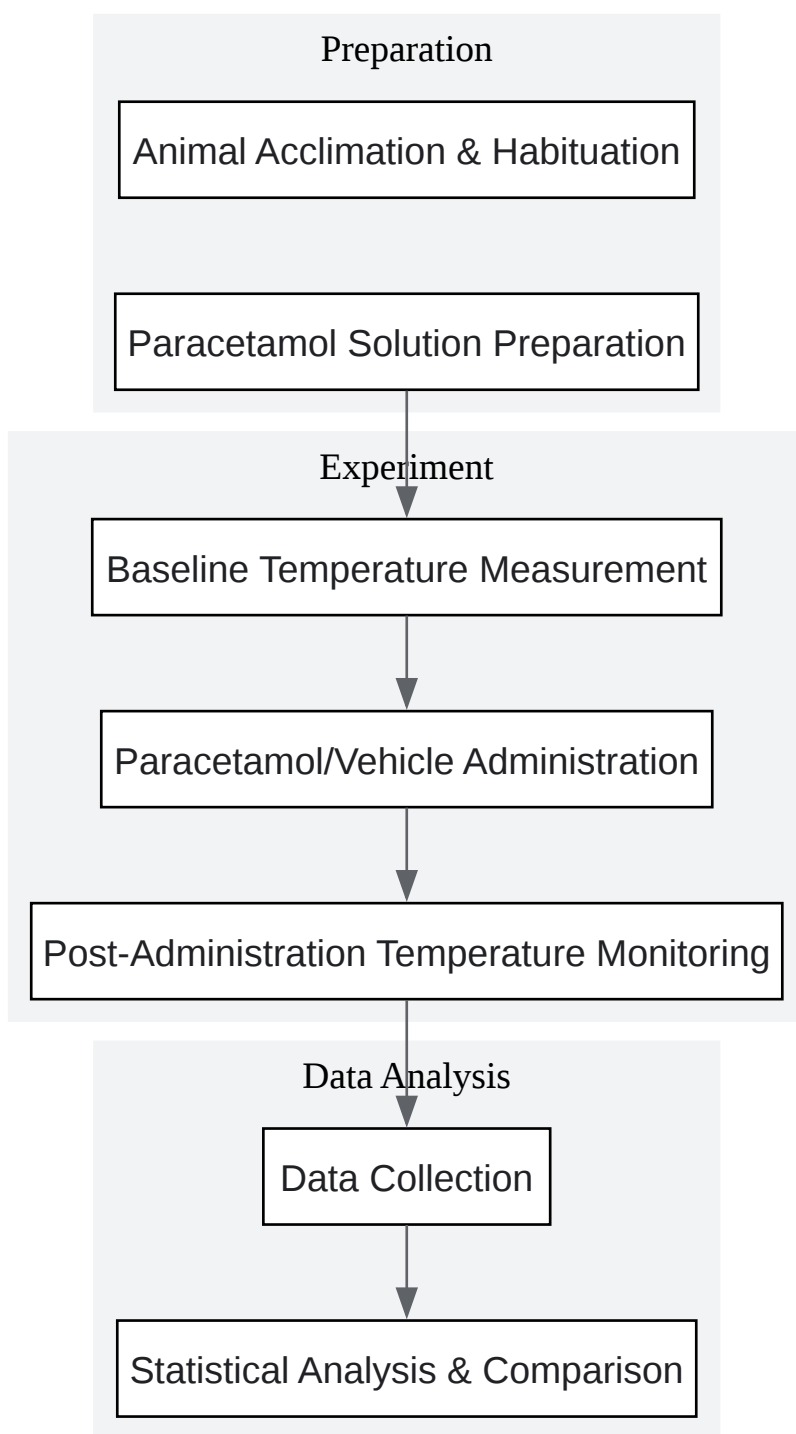 Preparation
Animal Acclimation & Habituation
Paracetamol Solution Preparation
Experiment
Baseline Temperature Measurement
Paracetamol/Vehicle Administration
Post-Administration Temperature Monitoring
Data Analysis
Data Collection
Statistical Analysis & Comparison